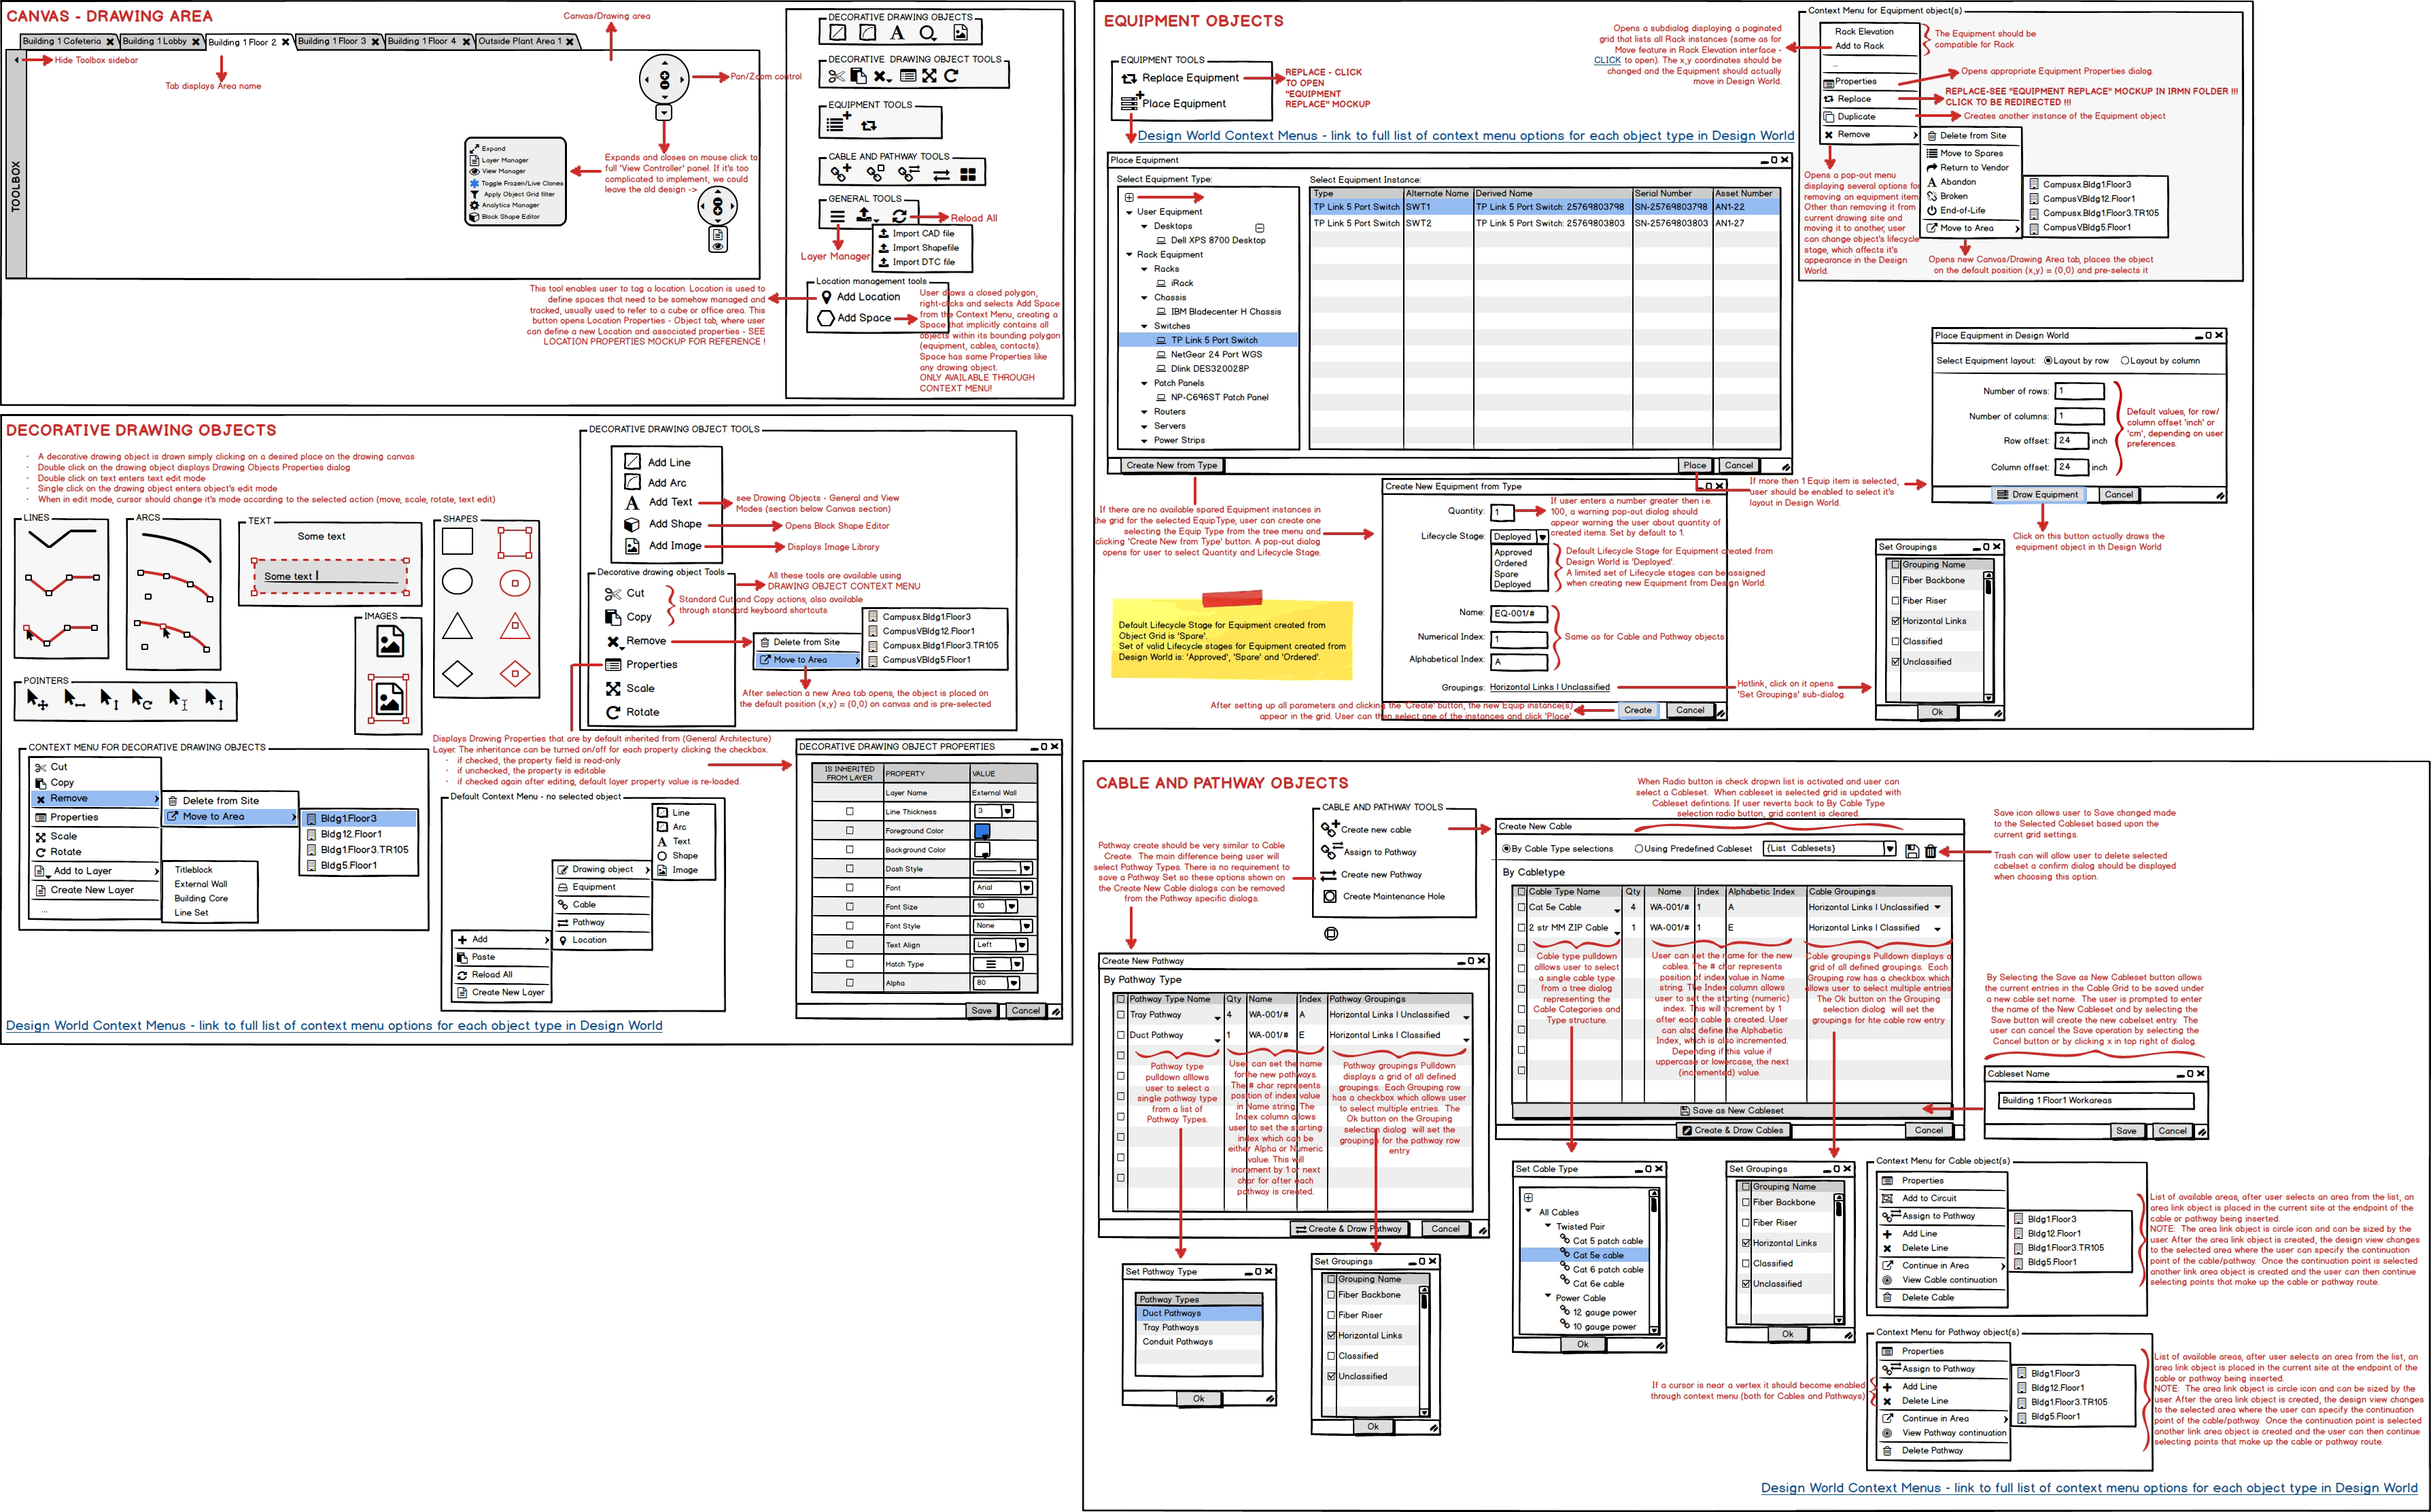 CANVAS - DRAWING AREA
Canvas/Drawing area
Building 1 Cafeteria
Building 1 Lobby
Building 1 Floor 2
Building 1 Floor 3
Building 1 Floor 4
Outside Plant Area 1
Hide Toolbox sidebar
Tab displays Area name
TOOLBOX
Pan/Zoom control
Expand
Layer Manager
View Manager
Toggle Frozen/Live Clones
Apply Object Grid filter
Analytics Manager
Block Shape Editor
Expands and closes on mouse click to
full 'View Controller' panel. If it's too
complicated to implement, we could
leave the old design ->
DECORATIVE DRAWING OBJECTS
DECORATIVE DRAWING OBJECT TOOLS
EQUIPMENT TOOLS
CABLE AND PATHWAY TOOLS
GENERAL TOOLS
Reload All
Import CAD file
Import Shapefile
Import DTC file
Layer Manager
Location management tools
Add Location
Add Space
This tool enables user to tag a location. Location is used to
define spaces that need to be somehow managed and
tracked, usually used to refer to a cube or office area. This
button opens Location Properties - Object tab, where user
can define a new Location and associated properties - SEE
LOCATION PROPERTIES MOCKUP FOR REFERENCE !
User draws a closed polygon,
right-clicks and selects Add Space
from the Context Menu, creating a
Space that implicitly contains all
objects within its bounding polygon
(equipment, cables, contacts).
Space has same Properties like
any drawing object.
ONLY AVAILABLE THROUGH
CONTEXT MENU!
DECORATIVE DRAWING OBJECTS
· A decorative drawing object is drawn simply clicking on a desired place on the drawing canvas
· Double click on the drawing object displays Drawing Objects Properties dialog
· Double click on text enters text edit mode
· Single click on the drawing object enters object's edit mode
· When in edit mode, cursor should change it's mode according to the selected action (move, scale, rotate, text edit)
LINES
ARCS
TEXT
Some text
Some text |
SHAPES
IMAGES
POINTERS
DECORATIVE DRAWING OBJECT TOOLS
Add Line
Add Arc
Add Text
Add Shape
Add Image
see Drawing Objects - General and View
Modes (section below Canvas section)
Opens Block Shape Editor
Displays Image Library
Decorative drawing object Tools
Cut
Copy
Remove
Properties
Scale
Rotate
All these tools are available using
DRAWING OBJECT CONTEXT MENU
Standard Cut and Copy actions, also available
through standard keyboard shortcuts
Delete from Site
Move to Area
Campusx.Bldg1.Floor3
CampusV.Bldg12.Floor1
Campusx.Bldg1.Floor3.TR105
CampusV.Bldg5.Floor1
After selection a new Area tab opens, the object is placed on
the default position (x,y) = (0,0) on canvas and is pre-selects
CONTEXT MENU FOR DECORATIVE DRAWING OBJECTS
Cut
Copy
Remove
Properties
Scale
Rotate
Add to Layer
Create New Layer
...
Delete from Site
Move to Area
Bldg1.Floor3
Bldg12.Floor1
Bldg1.Floor3.TR105
Bldg5.Floor1
Titleblock
External Wall
Building Core
Line Set
Displays Drawing Properties that are by default inherited from (General Architecture)
Layer. The inheritance can be turned on/off for each property clicking the checkbox.
· if checked, the property field is read-only
· if unchecked, the property is editable
· if checked again after editing, default layer property value is re-loaded.
Default Context Menu - no selected object
Add
Paste
Reload All
Create New Layer
Drawing object
Equipment
Cable
Pathway
Location
Line
Arc
Text
Shape
Image
DECORATIVE DRAWING OBJECT PROPERTIES
IS INHERITED FROM LAYER PROPERTY VALUE
Layer Name External Wall
Line Thickness 3
Foreground Color
Background Color
Dash Style
Font Arial
Font Size 10
Font Style None
Text Align Left
Hatch Type
Alpha 80
Save Cancel
Design World Context Menus - link to full list of context menu options for each object type in Design World
EQUIPMENT OBJECTS
EQUIPMENT TOOLS
Replace Equipment
Place Equipment
REPLACE - CLICK
TO OPEN
"EQUIPMENT
REPLACE" MOCKUP
Opens a subdialog displaying a paginated
grid that lists all Rack instances (same as for
Move feature in Rack Elevation interface -
CLICK to open). The x,y coordinates should be
changed and the Equipment should actually
move in Design World.
Context Menu for Equipment object(s)
Rack Elevation
Add to Rack
...
Properties
Replace
Duplicate
Remove
The Equipment should be
compatible for Rack
Opens appropriate Equipment Properties dialog.
REPLACE-SEE "EQUIPMENT REPLACE" MOCKUP IN IRMN FOLDER !!!
CLICK TO BE REDIRECTED !!!
Creates another instance of the Equipment object
Delete from Site
Move to Spares
Return to Vendor
Abandon
Broken
End-of-Life
Move to Area
Campusx.Bldg1.Floor3
CampusV.Bldg12.Floor1
Campusx.Bldg1.Floor3.TR105
CampusV.Bldg5.Floor1
Opens a pop-out menu
displaying several options for
removing an equipment item.
Other than removing it from
current drawing site and
moving it to another, user
can change object's lifecycle
stage, which affects it's
appearance in the Design
World.
Opens new Canvas/Drawing Area tab, places the object
on the default position (x,y) = (0,0) and pre-selects it
Design World Context Menus - link to full list of context menu options for each object type in Design World
Place Equipment
Select Equipment Type:
User Equipment
Desktops
Dell XPS 8700 Desktop
Rack Equipment
Racks
iRack
Chassis
IBM Bladecenter H Chassis
Switches
TP Link 5 Port Switch
NetGear 24 Port WGS
Dlink DES320028P
Patch Panels
NP-C696ST Patch Panel
Routers
Servers
Power Strips
Select Equipment Instance:
Type Alternate Name Derived Name Serial Number Asset Number
TP Link 5 Port Switch SWT1 TP Link 5 Port Switch: 25769803798 SN-25769803798 AN1-22
TP Link 5 Port Switch SWT2 TP Link 5 Port Switch: 25769803803 SN-25769803803 AN1-27
Create New from Type Place Cancel
Place Equipment in Design World
Select Equipment layout: Layout by row Layout by column
Number of rows: 1
Number of columns: 1
Row offset: 24 inch
Column offset: 24 inch
Default values, for row/
column offset 'inch' or
'cm', depending on user
preferences.
Draw Equipment Cancel
Click on this button actually draws the
equipment object in th Design World
If more then 1 Equip item is selected,
user should be enabled to select it's
layout in Design World.
If there are no available spared Equipment instances in
the grid for the selected EquipType, user can create one
selecting the Equip Type from the tree menu and
clicking 'Create New from Type' button. A pop-out dialog
opens for user to select Quantity and Lifecycle Stage.
Create New Equipment from Type
Quantity: 1
If user enters a number greater then i.e.
100, a warning pop-out dialog should
appear warning the user about quantity of
created items. Set by default to 1.
Lifecycle Stage: Deployed
Approved
Ordered
Spare
Deployed
Default Lifecycle Stage for Equipment created from
Design World is 'Deployed'.
A limited set of Lifecycle stages can be assigned
when creating new Equipment from Design World.
Name: EQ-001/#
Numerical Index: 1
Alphabetical Index: A
Same as for Cable and Pathway objects
Groupings: Horizontal Links | Unclassified
Hotlink, click on it opens
'Set Groupings' sub-dialog.
Create Cancel
After setting up all parameters and clicking the 'Create' button, the new Equip instance(s)
appear in the grid. User can then select one of the instances and click 'Place'.
Default Lifecycle Stage for Equipment created from
Object Grid is 'Spare'.
Set of valid Lifecycle stages for Equipment created from
Design World is: 'Approved', 'Spare' and 'Ordered'.
Set Groupings
Grouping Name
Fiber Backbone
Fiber Riser
Horizontal Links
Classified
Unclassified
Ok
CABLE AND PATHWAY OBJECTS
CABLE AND PATHWAY TOOLS
Create new cable
Assign to Pathway
Create new Pathway
Create Maintenance Hole
Pathway create should be very similar to Cable
Create. The main difference being user will
select Pathway Types. There is no requirement to
save a Pathway Set so these options shown on
the Create New Cable dialogs can be removed
from the Pathway specific dialogs.
When Radio button is check dropwn list is activated and user can
select a Cableset. When cableset is selected grid is updated with
Cableset defintions. If user reverts back to By Cable Type
selection radio button, grid content is cleared.
Create New Cable
By Cable Type selections Using Predefined Cableset {List Cablesets}
By Cabletype
Cable Type Name Qty Name Index Alphabetic Index Cable Groupings
Cat 5e Cable 4 WA-001/# 1 A Horizontal Links | Unclassified
2 str MM ZIP Cable 1 WA-001/# 1 E Horizontal Links | Classified
Cable type pulldown
allows user to select
a single cable type
from a tree dialog
representing the
Cable Categories and
Type structure.
User can set the name for the new
cables. The # char represents
position of index value in Name
string. The Index column allows
user to set the starting (numeric)
index. This will increment by 1
after each cable is created. User
can also define the Alphabetic
Index, which is also incremented.
Depending if this value if
uppercase or lowercase, the next
(incremented) value.
Cable groupings Pulldown displays a
grid of all defined groupings. Each
Grouping row has a checkbox which
allows user to select multiple entries.
The Ok button on the Grouping
selection dialog will set the
groupings for hte cable row entry
Save as New Cableset
Create & Draw Cables Cancel
Save icon allows user to Save changed made
to the Selected Cableset based upon the
current grid settings.
Trash can will allow user to delete selected
cabelset a confirm dialog should be displayed
when choosing this option.
By Selecting the Save as New Cableset button allows
the current entries in the Cable Grid to be saved under
a new cable set name. The user is prompted to enter
the name of the New Cableset and by selecting the
Save button will create the new cabelset entry. The
user can cancel the Save operation by selecting the
Cancel button or by clicking x in top right of dialog.
Cableset Name
Building 1 Floor1 Workareas
Save Cancel
Create New Pathway
By Pathway Type
Pathway Type Name Qty Name Index Pathway Groupings
Tray Pathway 4 WA-001/# A Horizontal Links | Unclassified
Duct Pathway 1 WA-001/# E Horizontal Links | Classified
Pathway type
pulldown alllows
user to select a
single pathway type
from a list of
Pathway Types.
User can set the name
for the new pathways.
The # char represents
position of index value
in Name string. The
Index column allows
user to set the starting
index which can be
either Alpha or Numeric
value. This will
increment by 1 or next
char for after each
pathway is created.
Pathway groupings Pulldown
displays a grid of all defined
groupings. Each Grouping row
has a checkbox which allows user
to select multiple entries. The
Ok button on the Grouping
selection dialog will set the
groupings for the pathway row
entry
Create & Draw Pathway Cancel
Set Pathway Type
Pathway Types
Duct Pathways
Tray Pathways
Conduit Pathways
Ok
Set Groupings
Grouping Name
Fiber Backbone
Fiber Riser
Horizontal Links
Classified
Unclassified
Ok
Set Cable Type
All Cables
Twisted Pair
Cat 5 patch cable
Cat 5e cable
Cat 6 patch cable
Cat 6e cable
Power Cable
12 gauge power
10 gauge power
Ok
Set Groupings
Grouping Name
Fiber Backbone
Fiber Riser
Horizontal Links
Classified
Unclassified
Ok
Context Menu for Cable object(s)
Properties
Add to Circuit
Assign to Pathway
Add Line
Delete Line
Continue in Area
View Cable continuation
Delete Cable
Bldg1.Floor3
Bldg12.Floor1
Bldg1.Floor3.TR105
Bldg5.Floor1
List of available areas, after user selects an area from the list, an
area link object is placed in the current site at the endpoint of the
cable or pathway being inserted.
NOTE: The area link object is circle icon and can be sized by the
user. After the area link object is created, the design view changes
to the selected area where the user can specify the continuation
point of the cable/pathway. Once the continuation point is selected
another link area object is created and the user can then continue
selecting points that make up the cable or pathway route.
Context Menu for Pathway object(s)
Properties
Assign to Pathway
Add Line
Delete Line
Continue in Area
View Pathway continuation
Delete Pathway
Bldg1.Floor3
Bldg12.Floor1
Bldg1.Floor3.TR105
Bldg5.Floor1
If a cursor is near a vertex it should become enabled
through context menu (both for Cables and Pathways)
List of available areas, after user selects an area from the list, an
area link object is placed in the current site at the endpoint of the
cable or pathway being inserted.
NOTE: The area link object is circle icon and can be sized by the
user. After the area link object is created, the design view changes
to the selected area where the user can specify the continuation
point of the cable/pathway. Once the continuation point is selected
another link area object is created and the user can then continue
selecting points that make up the cable or pathway route.
Design World Context Menus - link to full list of context menu options for each object type in Design World